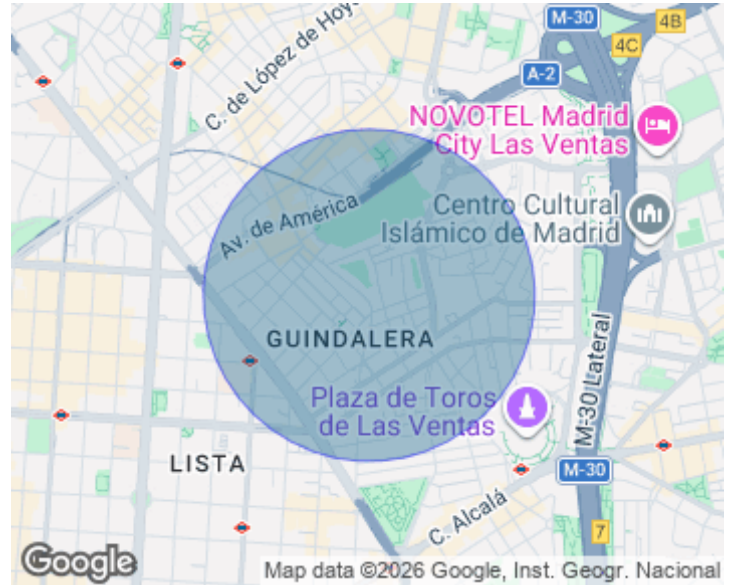 M-30
4B
4C
A-2
C. de López de Hoyo
NOVOTEL Madrid
City Las Ventas
Av. de América
Centro Cultural
Islámico de Madrid
GUINDALERA
M-30 Lateral
Plaza de Toros
de Las Ventas
LISTA
M-30
C. Alcalá
7
Google
Map data ©2026 Google, Inst. Geogr. Nacional